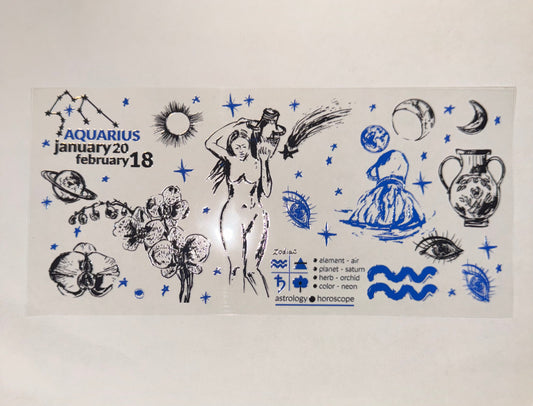 AQUARIUS
january 20
february 18
Zodiac
• element - air
• planet - saturn
• herb - orchid
• color - neon
astrology ● horoscope